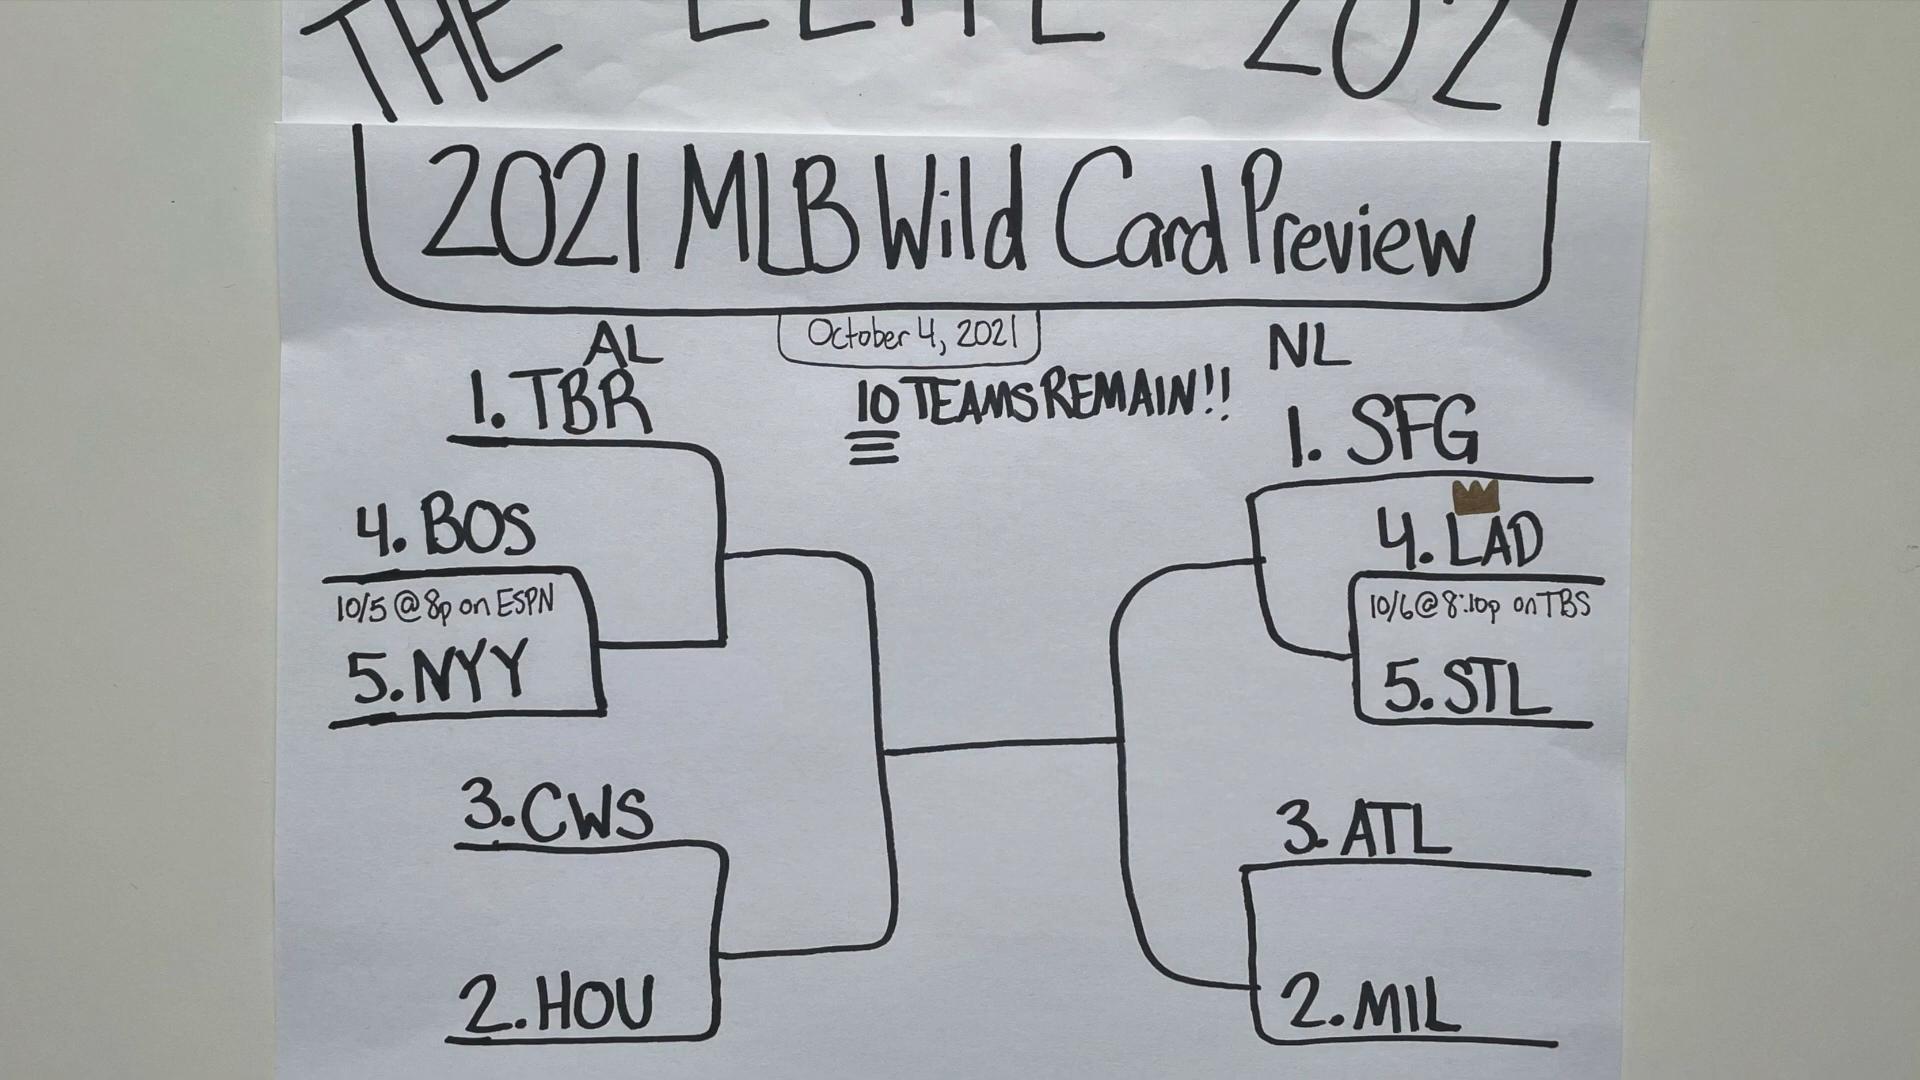 THE ELITE 2021
2021 MLB Wild Card Preview
October 4, 2021
10 TEAMS REMAIN!!
AL
1. TBR
4. BOS
10/5 @ 8p on ESPN
5. NYY
3. CWS
2. HOU
NL
1. SFG
4. LAD
10/6 @ 8:10p on TBS
5. STL
3. ATL
2. MIL